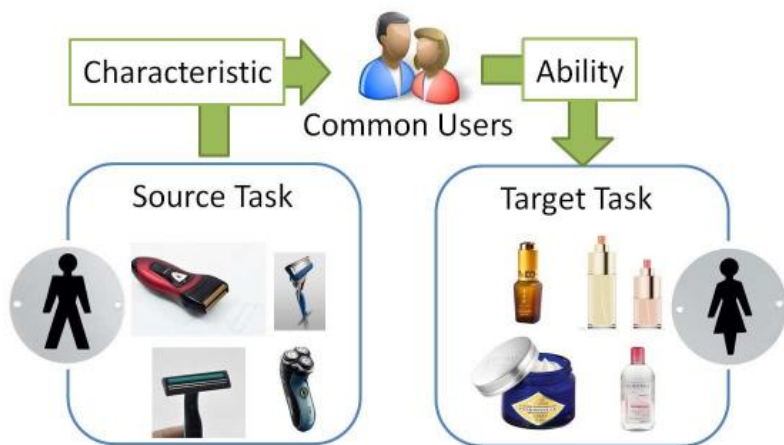 Characteristic
Ability
Common Users
Source Task
Target Task